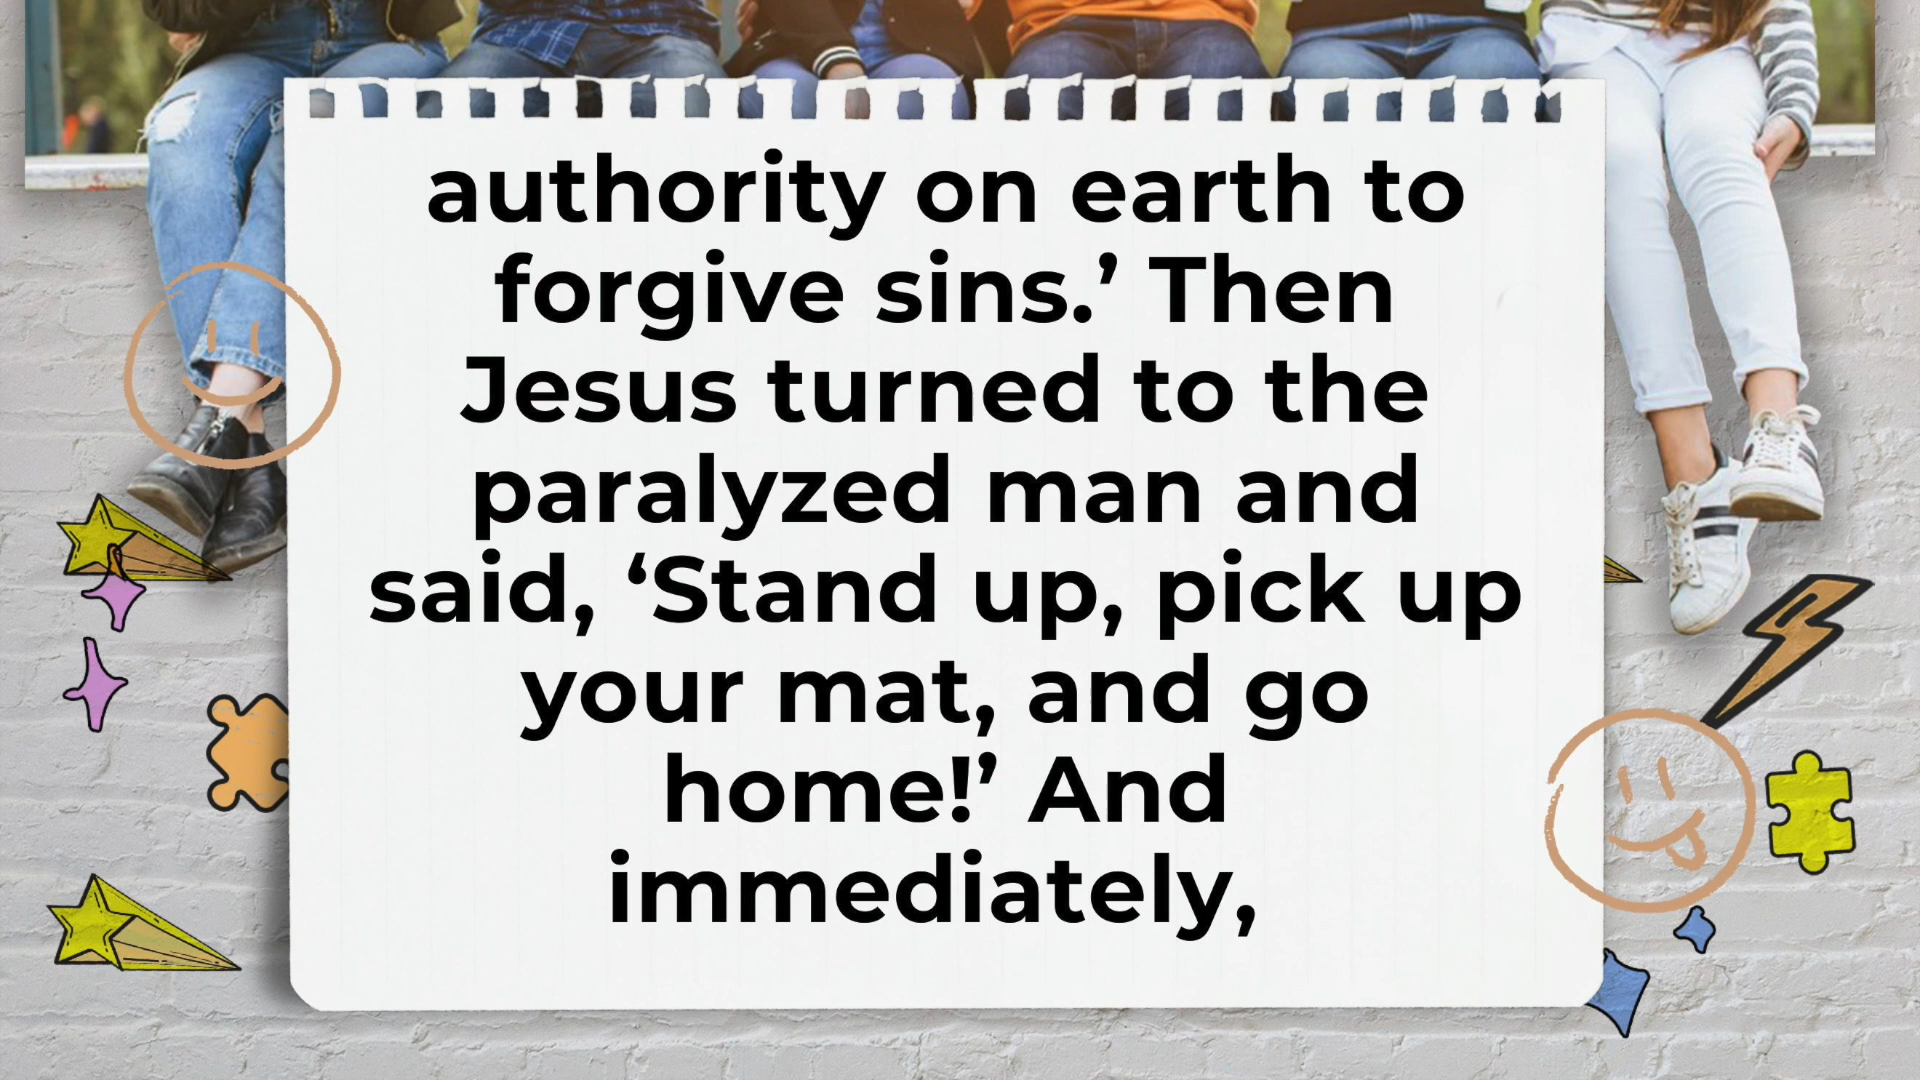 authority on earth to
forgive sins.’ Then
Jesus turned to the
paralyzed man and
said, ‘Stand up, pick up
your mat, and go
home!’ And
immediately,